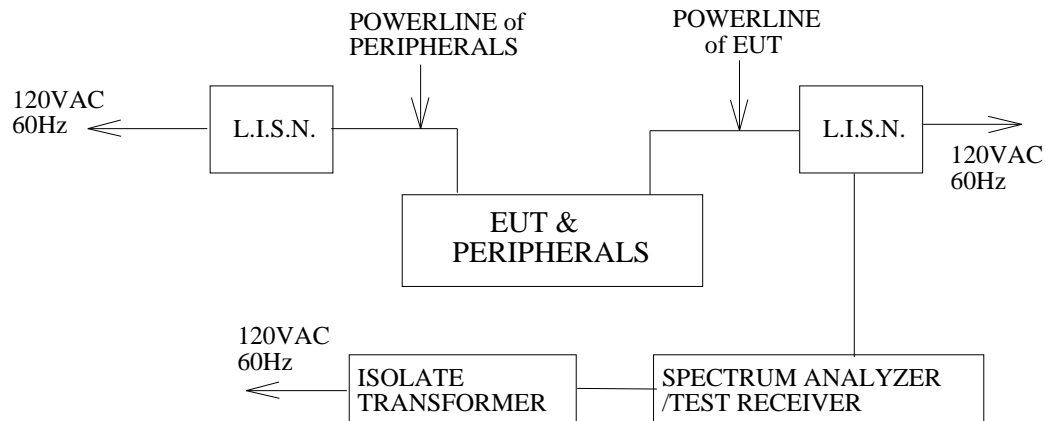 POWERLINE of
PERIPHERALS
POWERLINE
of EUT
120VAC
60Hz
L.I.S.N.
L.I.S.N.
120VAC
60Hz
EUT &
PERIPHERALS
120VAC
60Hz
ISOLATE
TRANSFORMER
SPECTRUM ANALYZER
/TEST RECEIVER